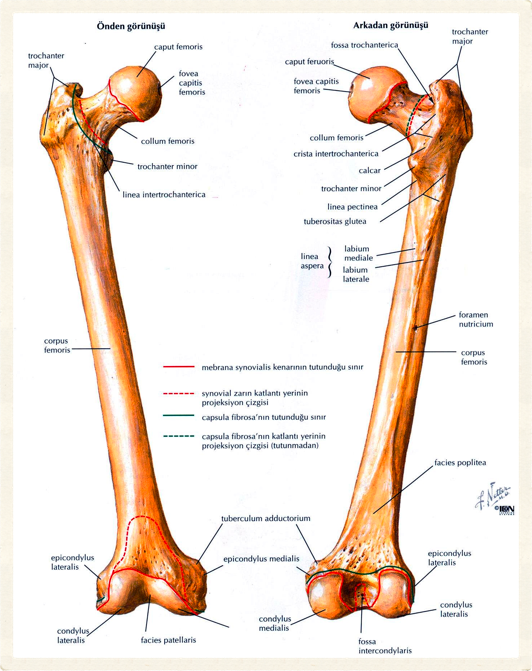 Önden görünüşü
trochanter
major
caput femoris
fovea
capitis
femoris
collum femoris
trochanter minor
linea intertrochanterica
corpus
femoris
epicondylus
lateralis
condylus
lateralis
facies patellaris
Arkadan görünüşü
fossa trochanterica
trochanter
major
caput feruoris
fovea capitis
femoris
collum femoris
crista intertrochanterica
calcar
trochanter minor
linea pectinea
tuberositas glutea
linea
aspera
labium
mediale
labium
laterale
foramen
nutricium
corpus
femoris
mebrana synovialis kenarının tutunduğu sınır
synovial zarın katlantı yerinin
projeksiyon çizgisi
capsula fibrosa'nın tutunduğu sınır
capsula fibrosa'nın katlantı yerinin
projeksiyon çizgisi (tutunmadan)
facies poplitea
tuberculum adductorium
epicondylus medialis
epicondylus
lateralis
condylus
medialis
condylus
lateralis
fossa
intercondylaris